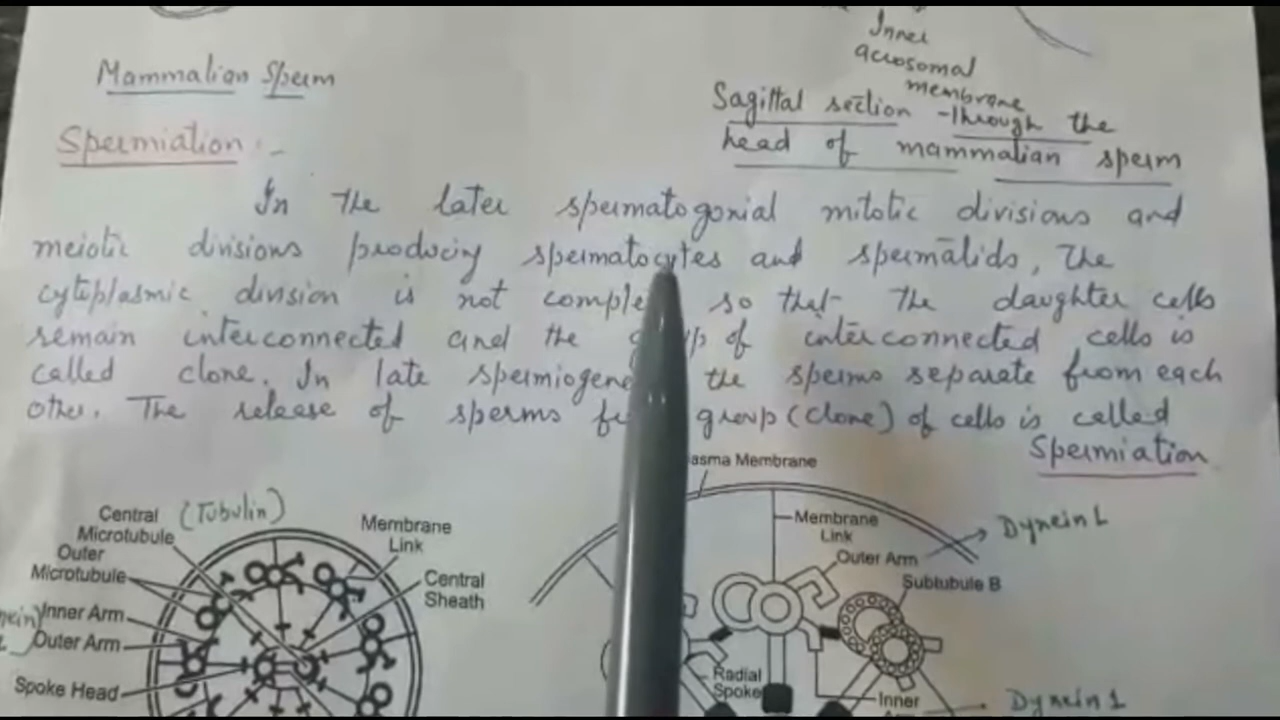 Inner
acrosomal
membrane
Mammalian Sperm
Sagittal section through the
head of mammalian sperm
Spermiation :-
In the later spermatogonial mitotic divisions and
meiotic divisions producing spermatocytes and spermatids, The
cytoplasmic division is not comple so that the daughter cells
remain interconnected and the of interconnected cells is
called clone. In late spermiogene the sperms separate from each
other. The release of sperms group (clone) of cells is called
Spermiation
asma Membrane
Central (Tubulin)
Microtubule
Outer
Microtubule
Membrane
Link
Central
Sheath
Inner Arm
Outer Arm
Spoke Head
Membrane
Link
Outer Arm
Dynein 1
Subtubule B
Radial
Spoke
Inner
Dynein 1